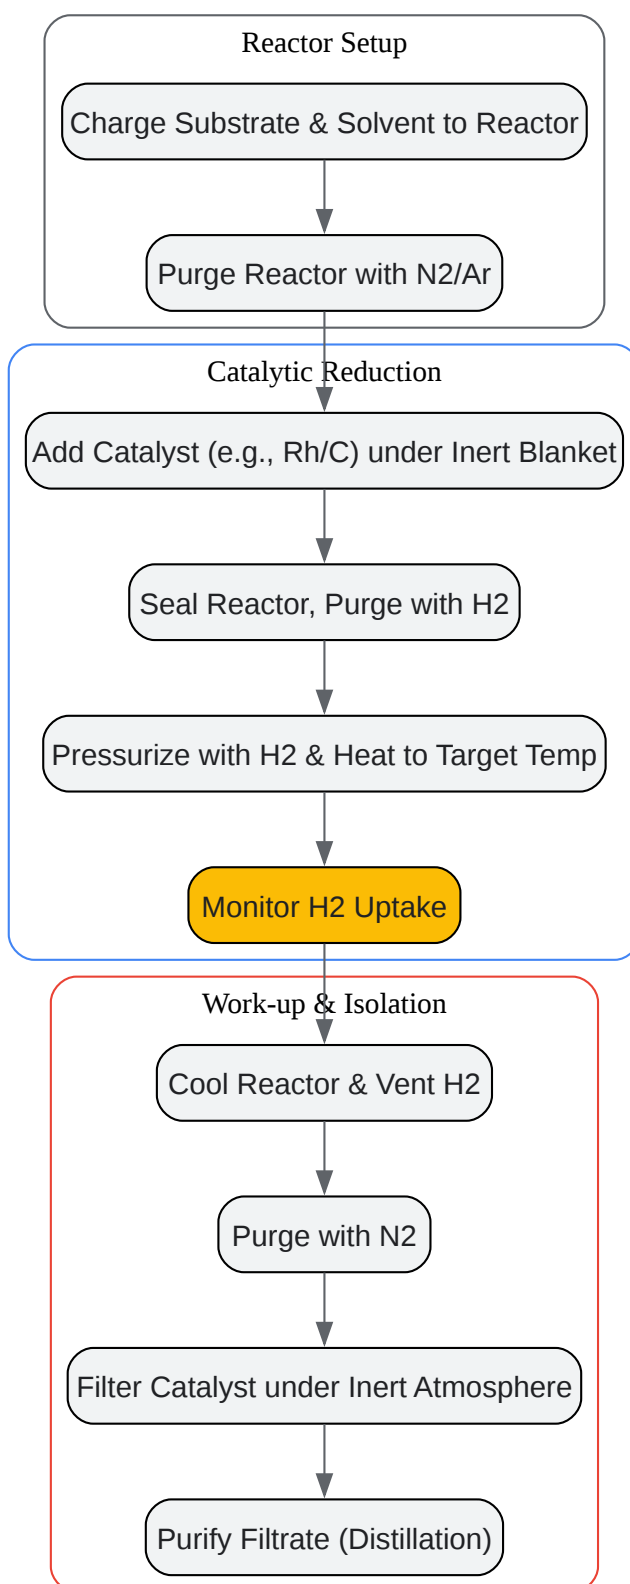 Reactor Setup
Charge Substrate & Solvent to Reactor
Purge Reactor with N2/Ar
Catalytic Reduction
Add Catalyst (e.g., Rh/C) under Inert Blanket
Seal Reactor, Purge with H2
Pressurize with H2 & Heat to Target Temp
Monitor H2 Uptake
Work-up & Isolation
Cool Reactor & Vent H2
Purge with N2
Filter Catalyst under Inert Atmosphere
Purify Filtrate (Distillation)